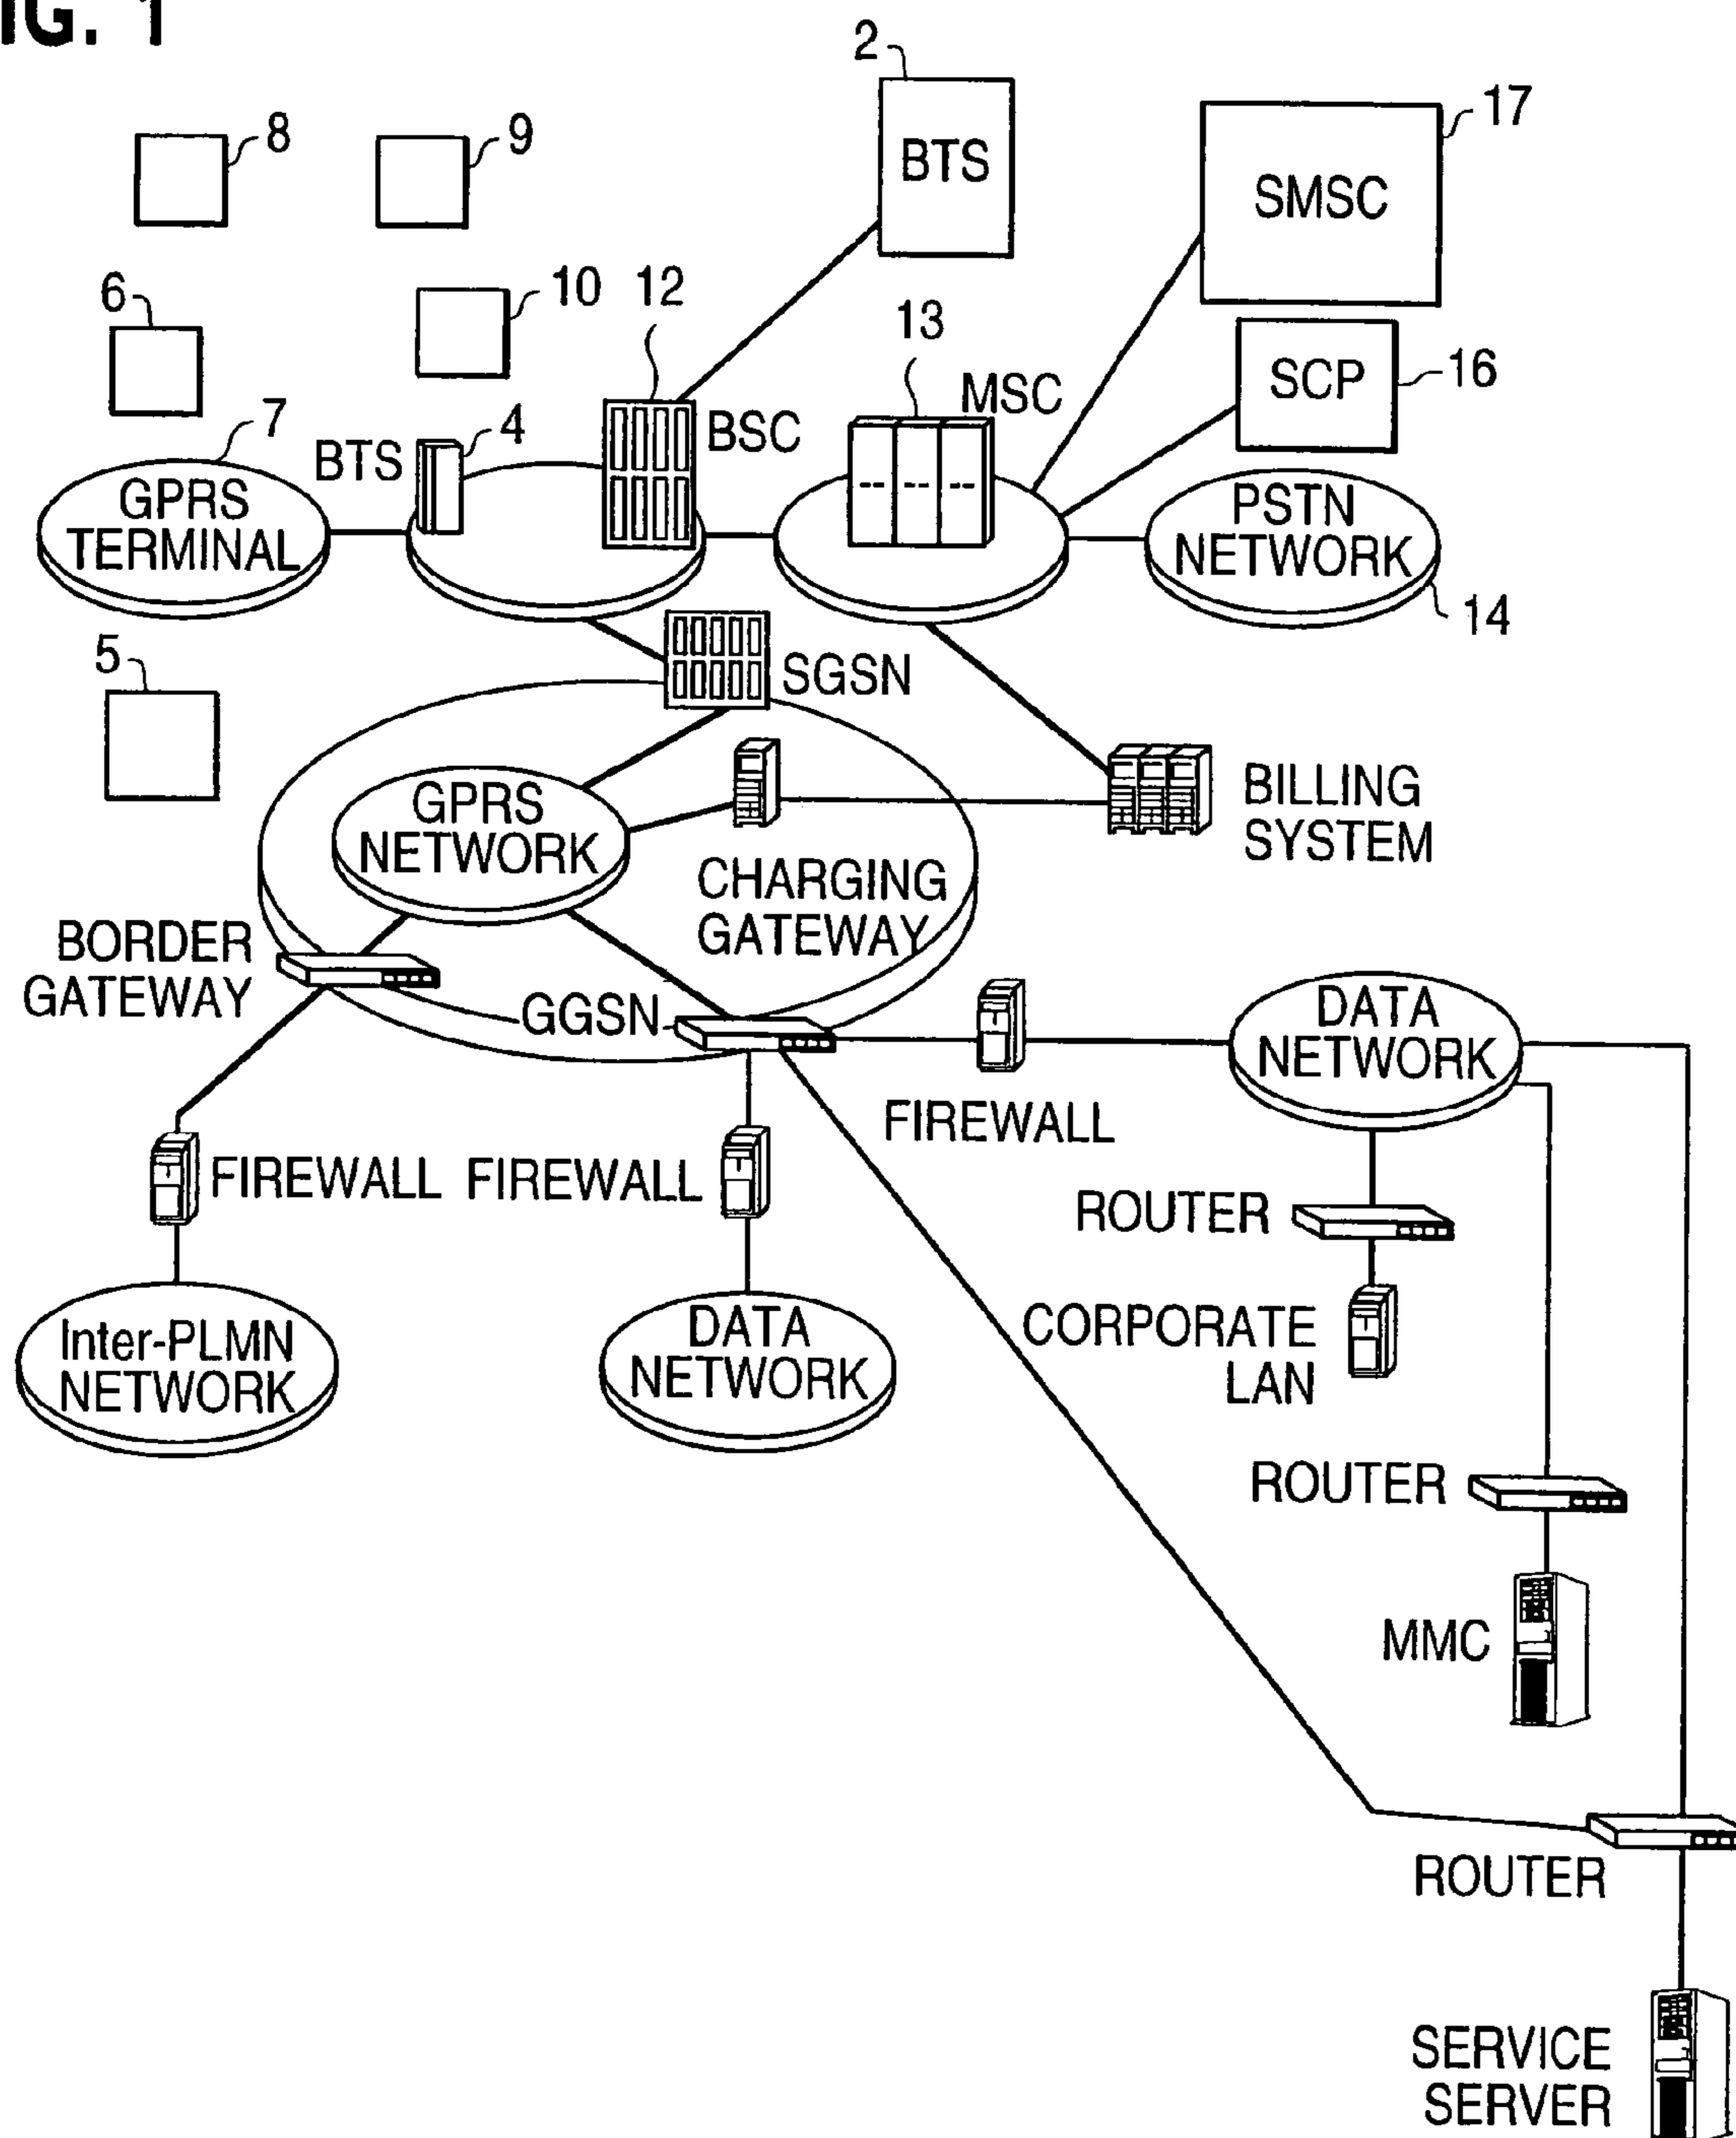 IG. 1
2
BTS
17
SMSC
8
9
6
10
12
13
MSC
SCP
16
7
BTS
4
BSC
GPRS
TERMINAL
PSTN
NETWORK
14
5
SGSN
GPRS
NETWORK
BILLING
SYSTEM
CHARGING
GATEWAY
BORDER
GATEWAY
GGSN
DATA
NETWORK
FIREWALL
FIREWALL
FIREWALL
ROUTER
Inter-PLMN
NETWORK
DATA
NETWORK
CORPORATE
LAN
ROUTER
MMC
ROUTER
SERVICE
SERVER